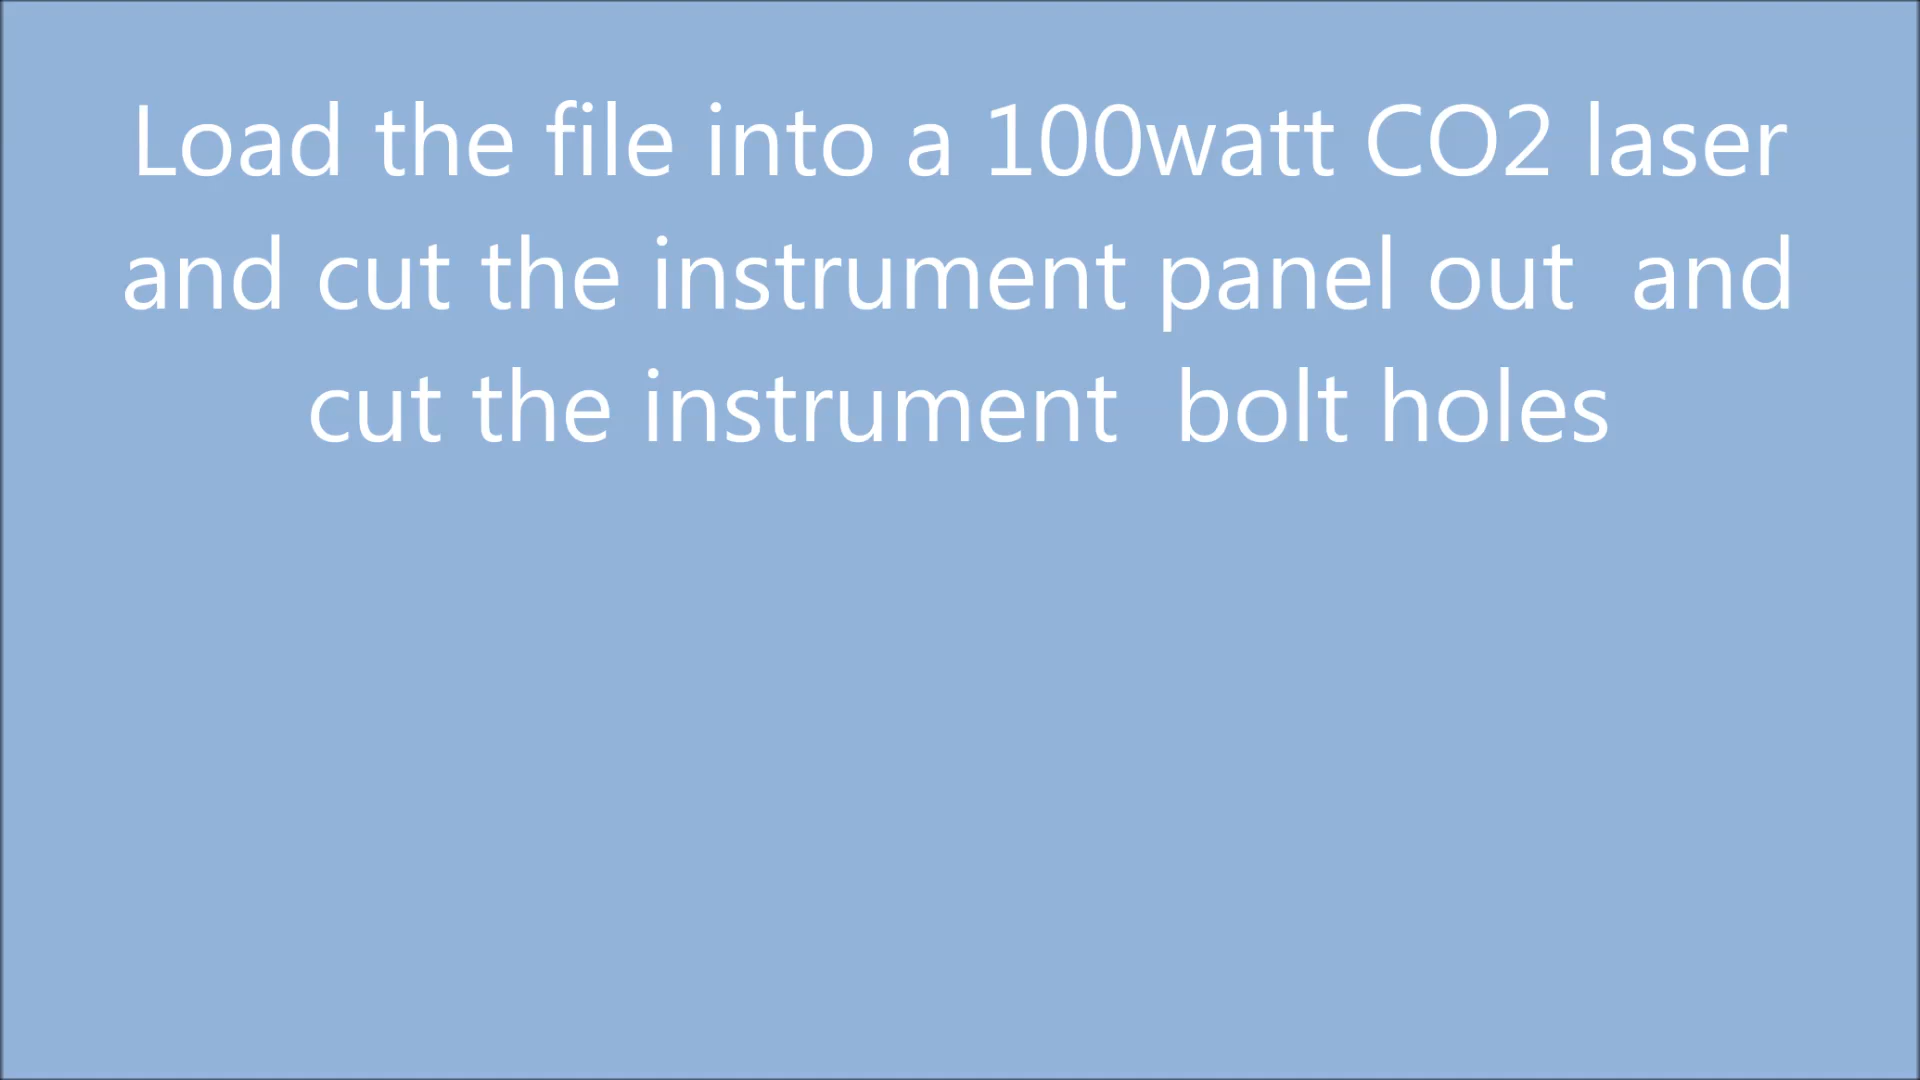 Load the file into a 100watt CO2 laser
and cut the instrument panel out  and
cut the instrument  bolt holes